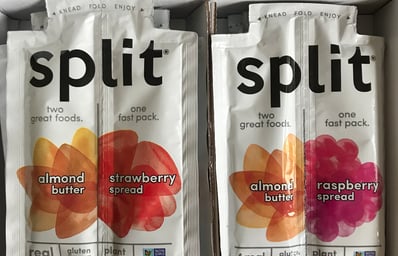 KNEAD FOLD ENJOY
split®
two
great foods.
one
fast pack.
almond
butter
strawberry
spread
real
gluten
plant
KNEAD FOLD ENJOY
split®
two
great foods.
one
fast pack.
almond
butter
raspberry
spread
real
plant